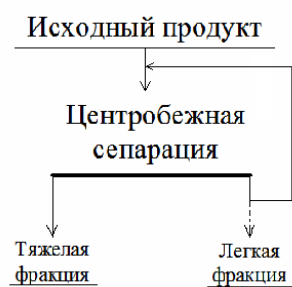 Исходный продукт
Центробежная
сепарация
Тяжелая
фракция
Легкая
фракция